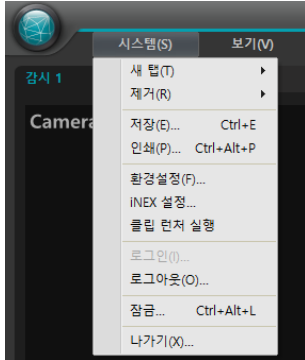 시스템(S) 보기(V)
감시 1
새 탭(T)
제거(R)
Camera
저장(E)... Ctrl+E
인쇄(P)... Ctrl+Alt+P
환경설정(F)...
iNEX 설정...
클립 런처 실행
로그인(I)...
로그아웃(O)...
잠금... Ctrl+Alt+L
나가기(X)...